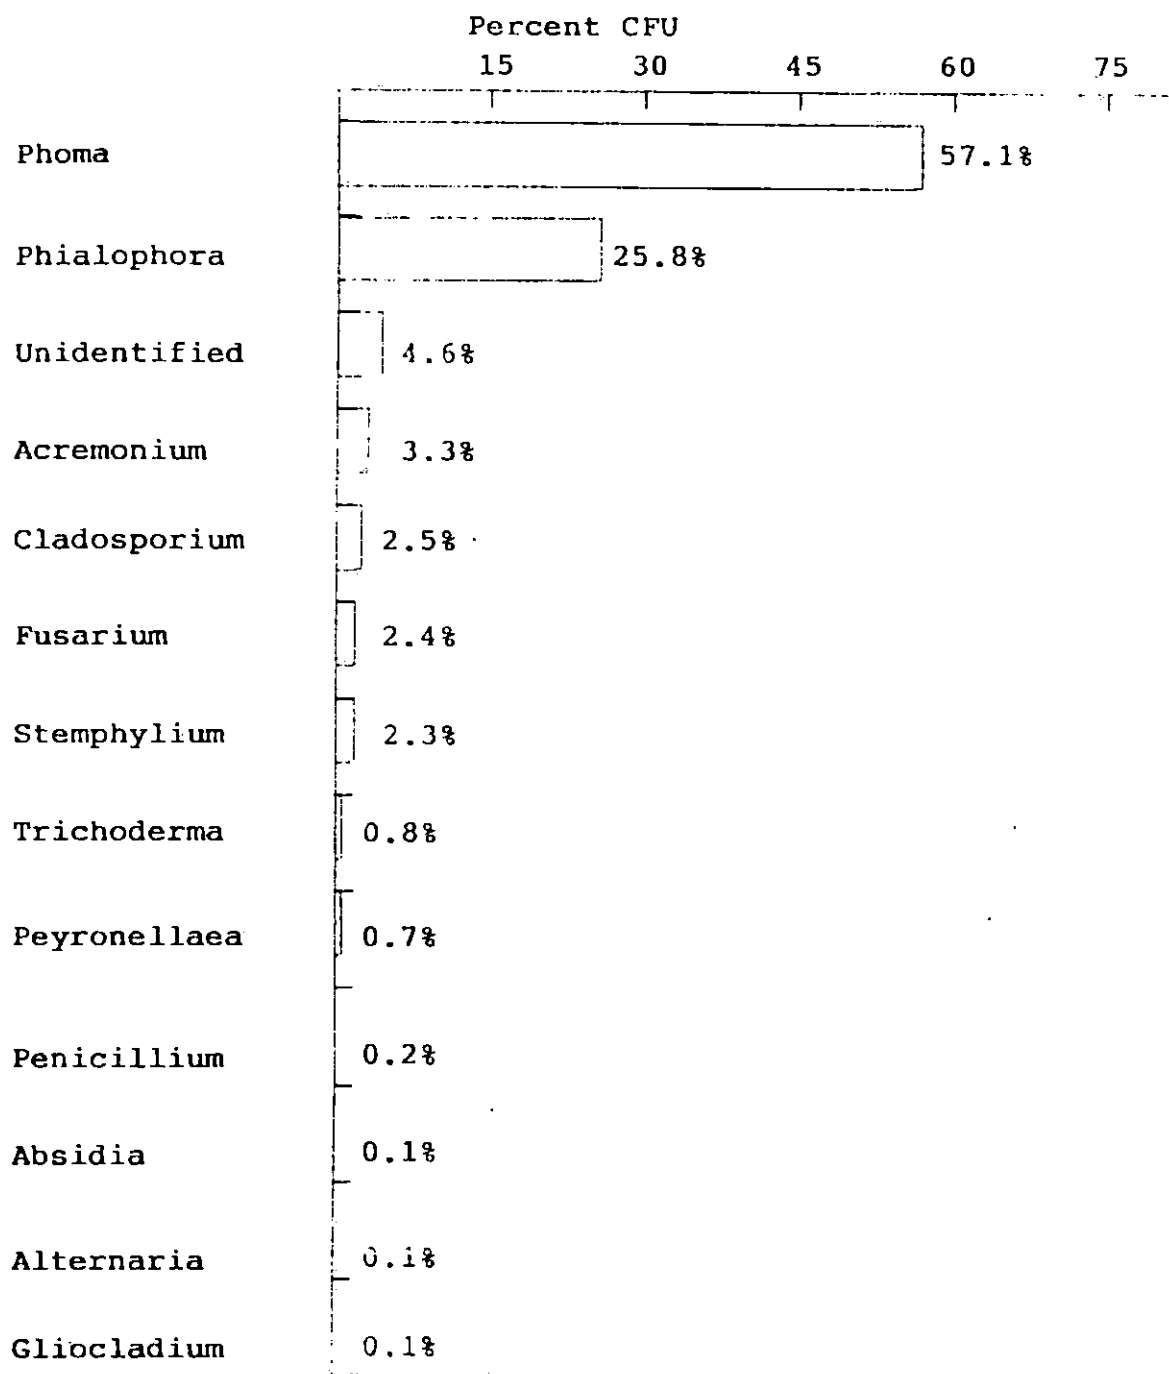 Percent CFU
15 30 45 60 75
Phoma 57.1%
Phialophora 25.8%
Unidentified 4.6%
Acremonium 3.3%
Cladosporium 2.5%
Fusarium 2.4%
Stemphylium 2.3%
Trichoderma 0.8%
Peyronellaea 0.7%
Penicillium 0.2%
Absidia 0.1%
Alternaria 0.1%
Gliocladium 0.1%